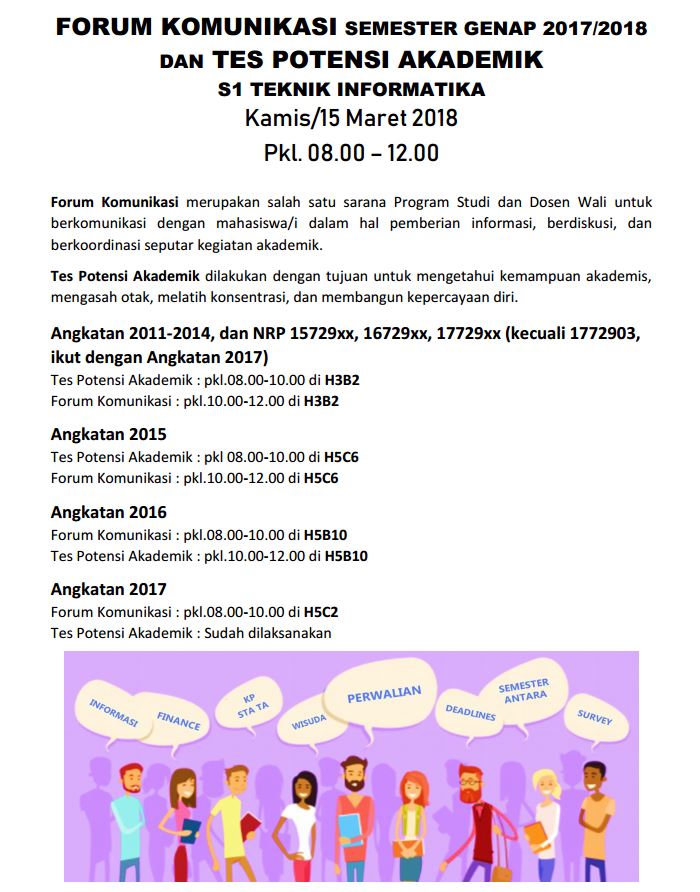 FORUM KOMUNIKASI SEMESTER GENAP 2017/2018
DAN TES POTENSI AKADEMIK
S1 TEKNIK INFORMATIKA
Kamis/15 Maret 2018
Pkl. 08.00 – 12.00
Forum Komunikasi merupakan salah satu sarana Program Studi dan Dosen Wali untuk
berkomunikasi dengan mahasiswa/i dalam hal pemberian informasi, berdiskusi, dan
berkoordinasi seputar kegiatan akademik.
Tes Potensi Akademik dilakukan dengan tujuan untuk mengetahui kemampuan akademis,
mengasah otak, melatih konsentrasi, dan membangun kepercayaan diri.
Angkatan 2011-2014, dan NRP 15729xx, 16729xx, 17729xx (kecuali 1772903,
ikut dengan Angkatan 2017)
Tes Potensi Akademik : pkl.08.00-10.00 di H3B2
Forum Komunikasi : pkl.10.00-12.00 di H3B2
Angkatan 2015
Tes Potensi Akademik : pkl 08.00-10.00 di H5C6
Forum Komunikasi : pkl.10.00-12.00 di H5C6
Angkatan 2016
Forum Komunikasi : pkl.08.00-10.00 di H5B10
Tes Potensi Akademik : pkl.10.00-12.00 di H5B10
Angkatan 2017
Forum Komunikasi : pkl.08.00-10.00 di H5C2
Tes Potensi Akademik : Sudah dilaksanakan
INFORMASI
FINANCE
KP
STA TA
WISUDA
PERWALIAN
DEADLINES
SEMESTER
ANTARA
SURVEY